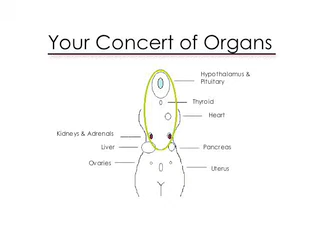 Your Concert of Organs
Hypothalamus &
Pituitary
Thyroid
Heart
Kidneys & Adrenals
Liver
Pancreas
Ovaries
Uterus